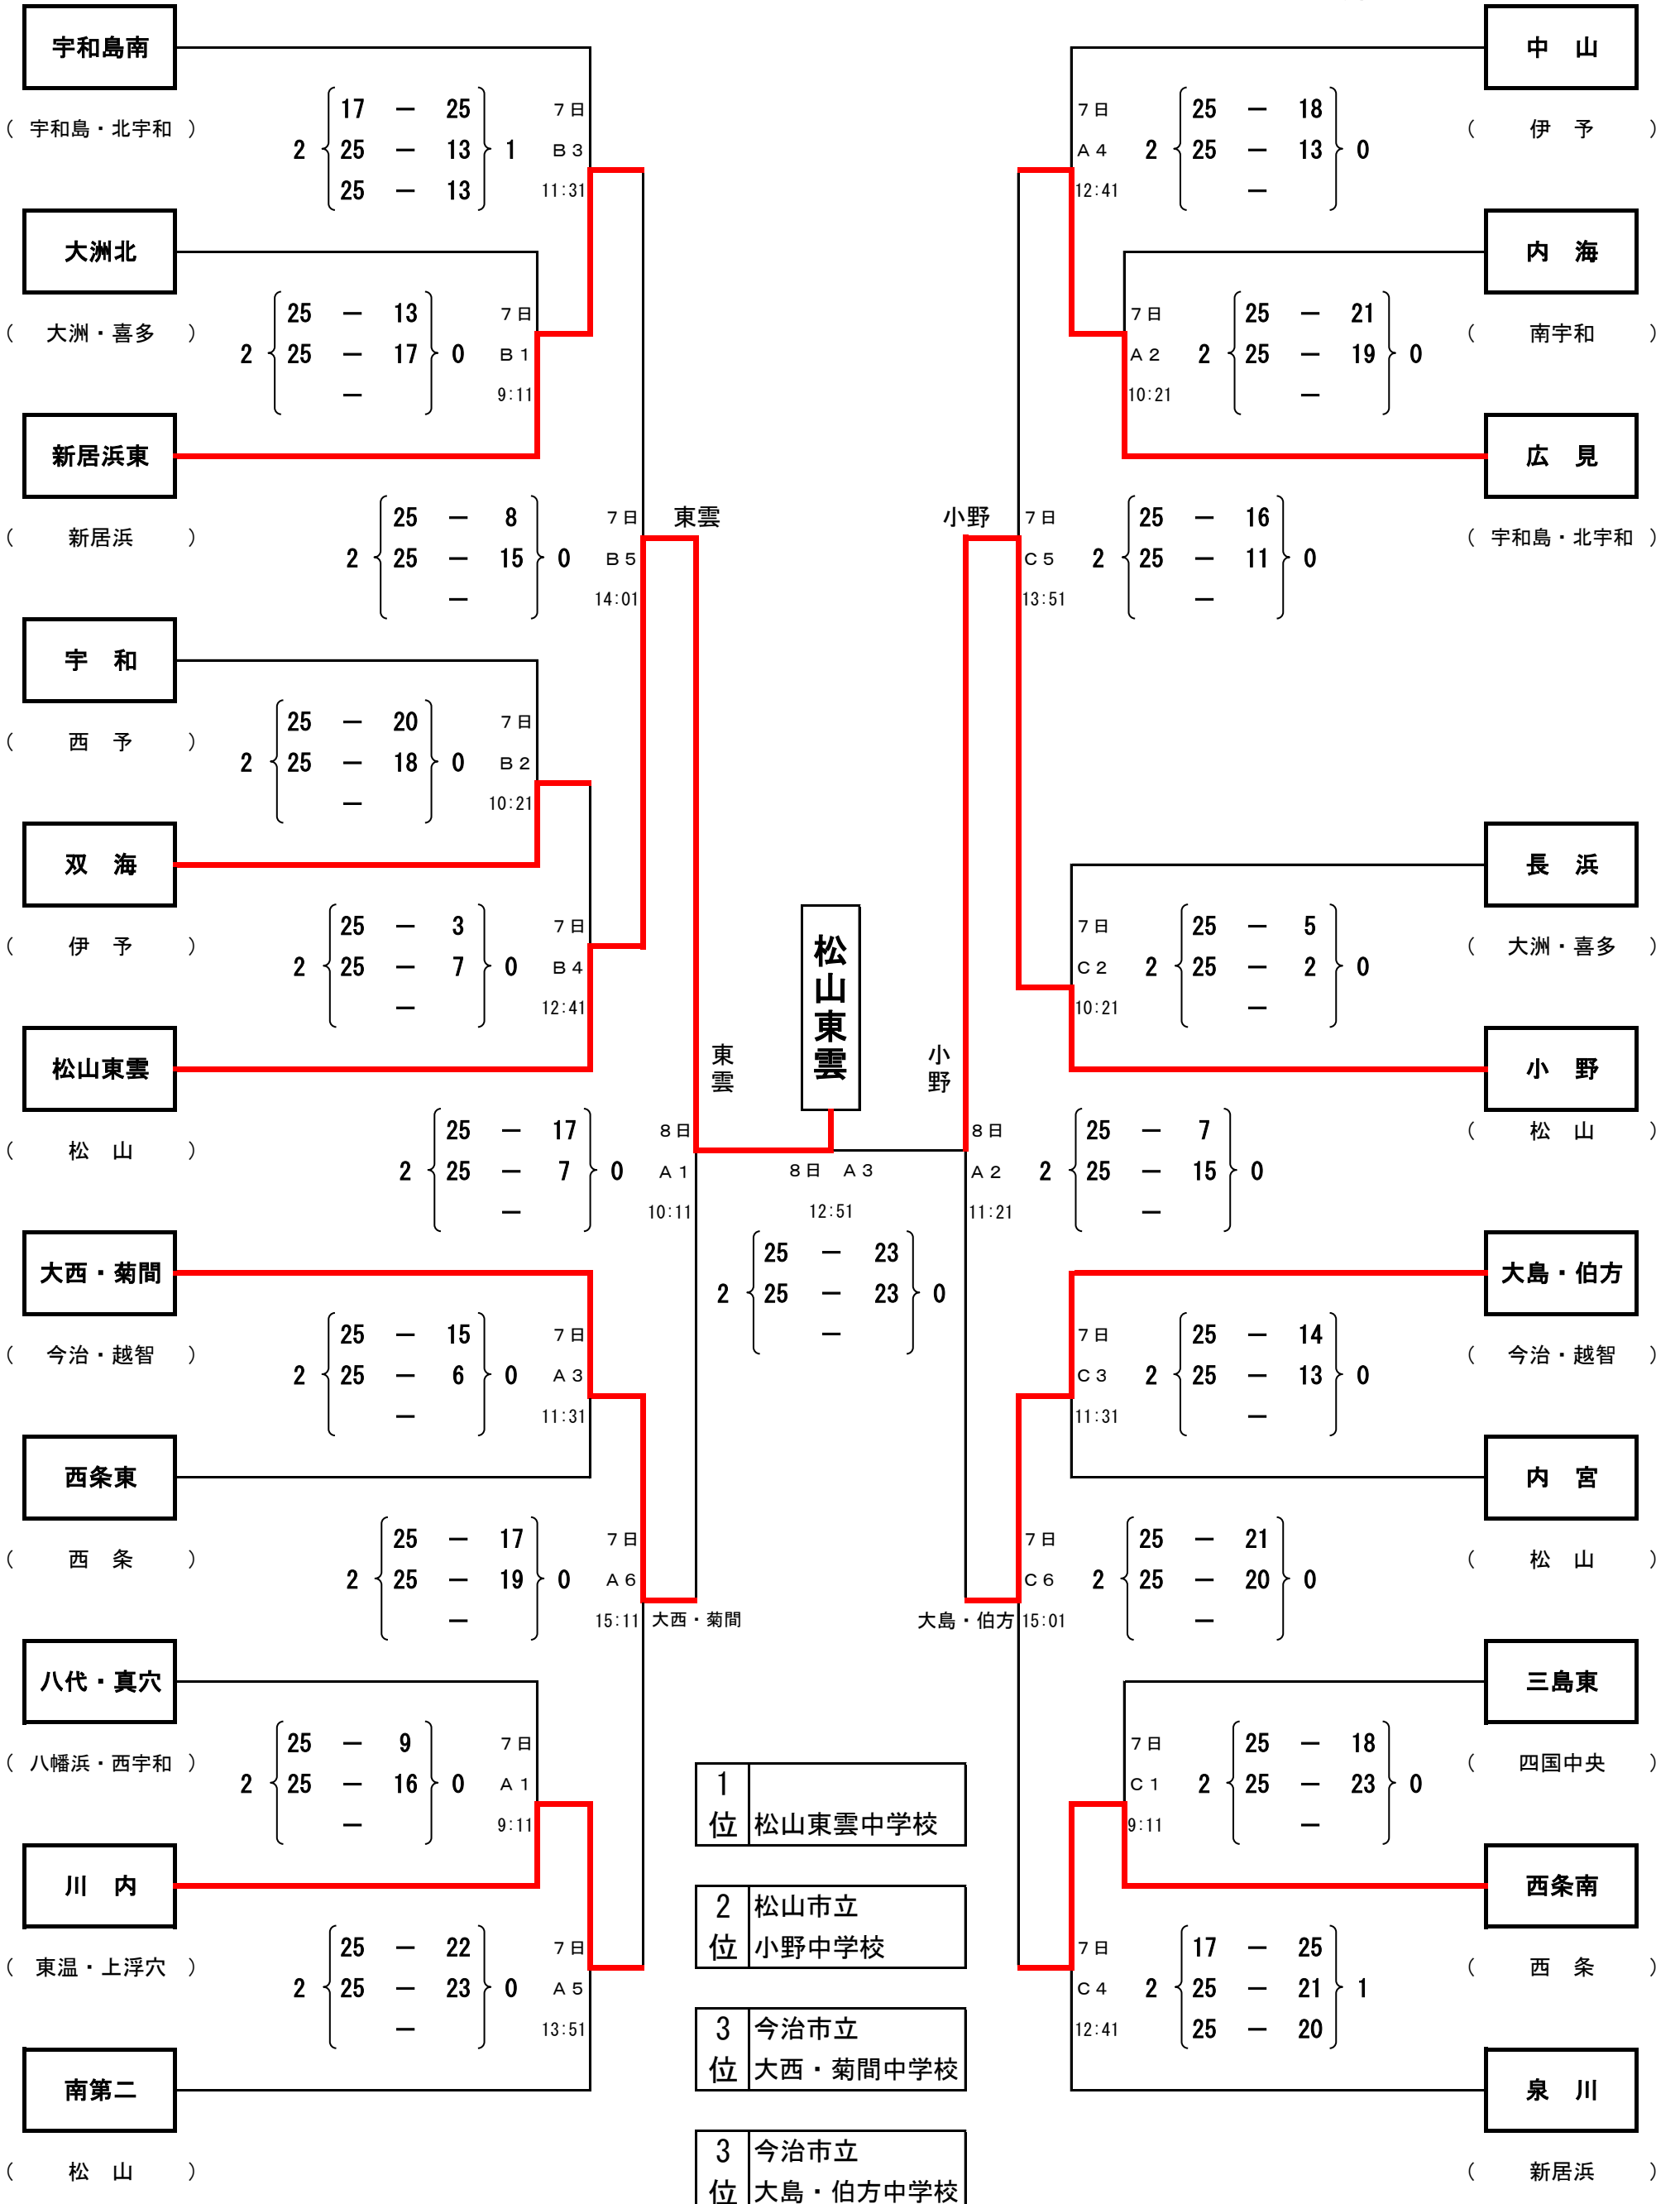 宇和島南
( 宇和島・北宇和 )
2 17 － 25 1
25 － 13
25 － 13
7日
B3
11:31
大洲北
( 大洲・喜多 )
2 25 － 13 0
25 － 17
－
7日
B1
9:11
新居浜東
( 新居浜 )
2 25 － 8 0
25 － 15
－
7日
B5
14:01
東雲
宇 和
( 西 予 )
2 25 － 20 0
25 － 18
－
7日
B2
10:21
双 海
( 伊 予 )
2 25 － 3 0
25 － 7
－
7日
B4
12:41
松山東雲
( 松 山 )
2 25 － 17 0
25 － 7
－
8日
A1
10:11
東雲
大西・菊間
( 今治・越智 )
2 25 － 15 0
25 － 6
－
7日
A3
11:31
西条東
( 西 条 )
2 25 － 17 0
25 － 19
－
7日
A6
15:11
大西・菊間
八代・真穴
( 八幡浜・西宇和 )
2 25 － 9 0
25 － 16
－
7日
A1
9:11
川 内
( 東温・上浮穴 )
2 25 － 22 0
25 － 23
－
7日
A5
13:51
南第二
( 松 山 )
松山東雲
8日 A3
12:51
2 25 － 23 0
25 － 23
－
中 山
( 伊 予 )
7日
A4
12:41
2 25 － 18 0
25 － 13
－
内 海
( 南宇和 )
7日
A2
10:21
2 25 － 21 0
25 － 19
－
広 見
( 宇和島・北宇和 )
小野
7日
C5
13:51
2 25 － 16 0
25 － 11
－
長 浜
( 大洲・喜多 )
7日
C2
10:21
2 25 － 5 0
25 － 2
－
小 野
( 松 山 )
小野
8日
A2
11:21
2 25 － 7 0
25 － 15
－
大島・伯方
( 今治・越智 )
7日
C3
11:31
2 25 － 14 0
25 － 13
－
内 宮
( 松 山 )
大島・伯方
7日
C6
15:01
2 25 － 21 0
25 － 20
－
三島東
( 四国中央 )
7日
C1
9:11
2 25 － 18 0
25 － 23
－
西条南
( 西 条 )
7日
C4
12:41
2 17 － 25 1
25 － 21
25 － 20
泉 川
( 新居浜 )
1位 松山東雲中学校
2位 松山市立
小野中学校
3位 今治市立
大西・菊間中学校
3位 今治市立
大島・伯方中学校